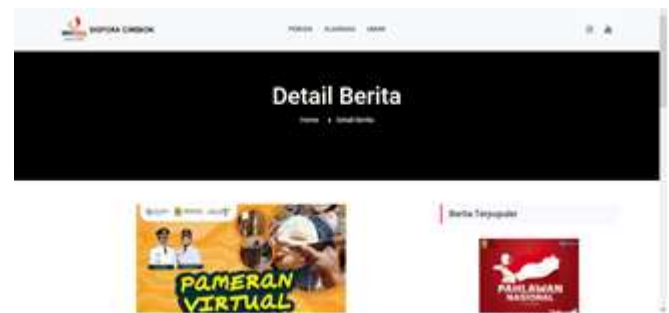 DISPORA CIREBON
Detail Berita
Home
Detail Berita
Berita Terpopuler
PAMERAN
VIRTUAL
PAHLAWAN
NASIONAL